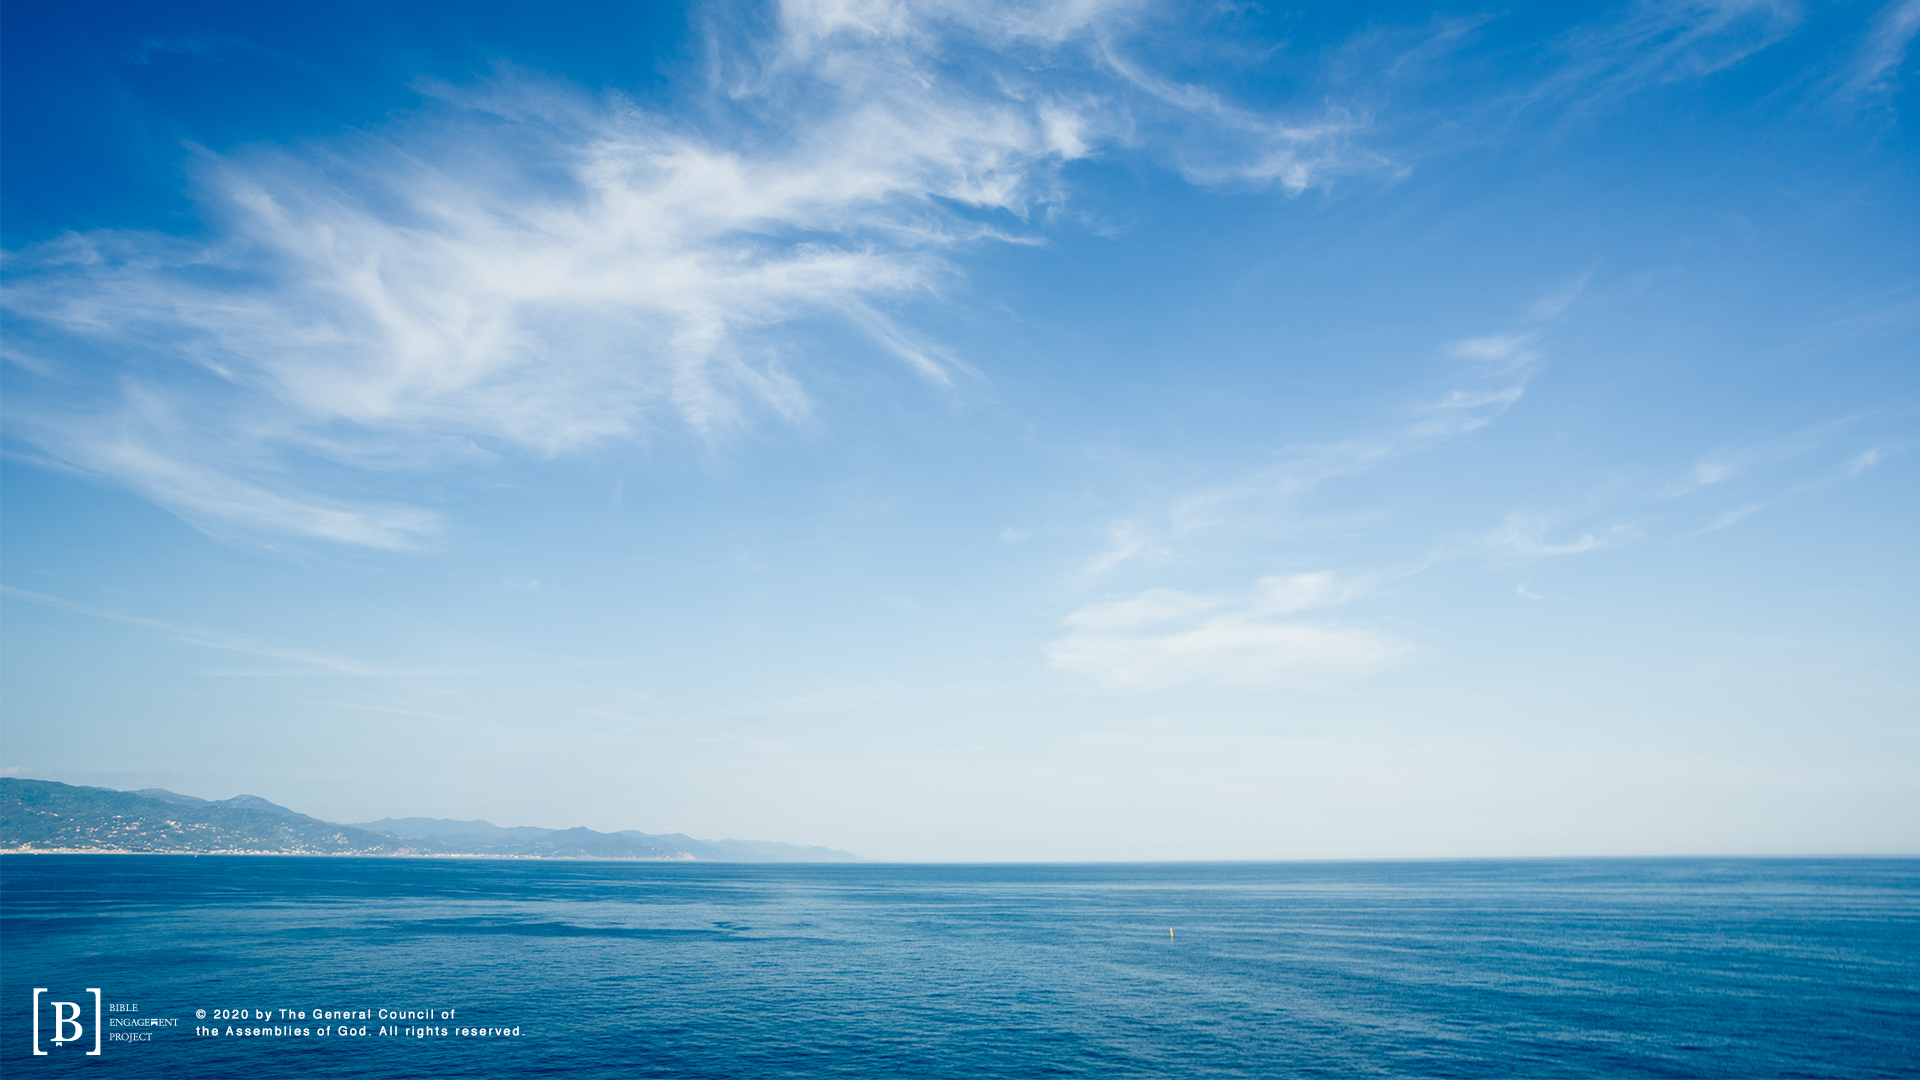 B
BIBLE
ENGAGEMENT
PROJECT
© 2020 by The General Council of
the Assemblies of God. All rights reserved.